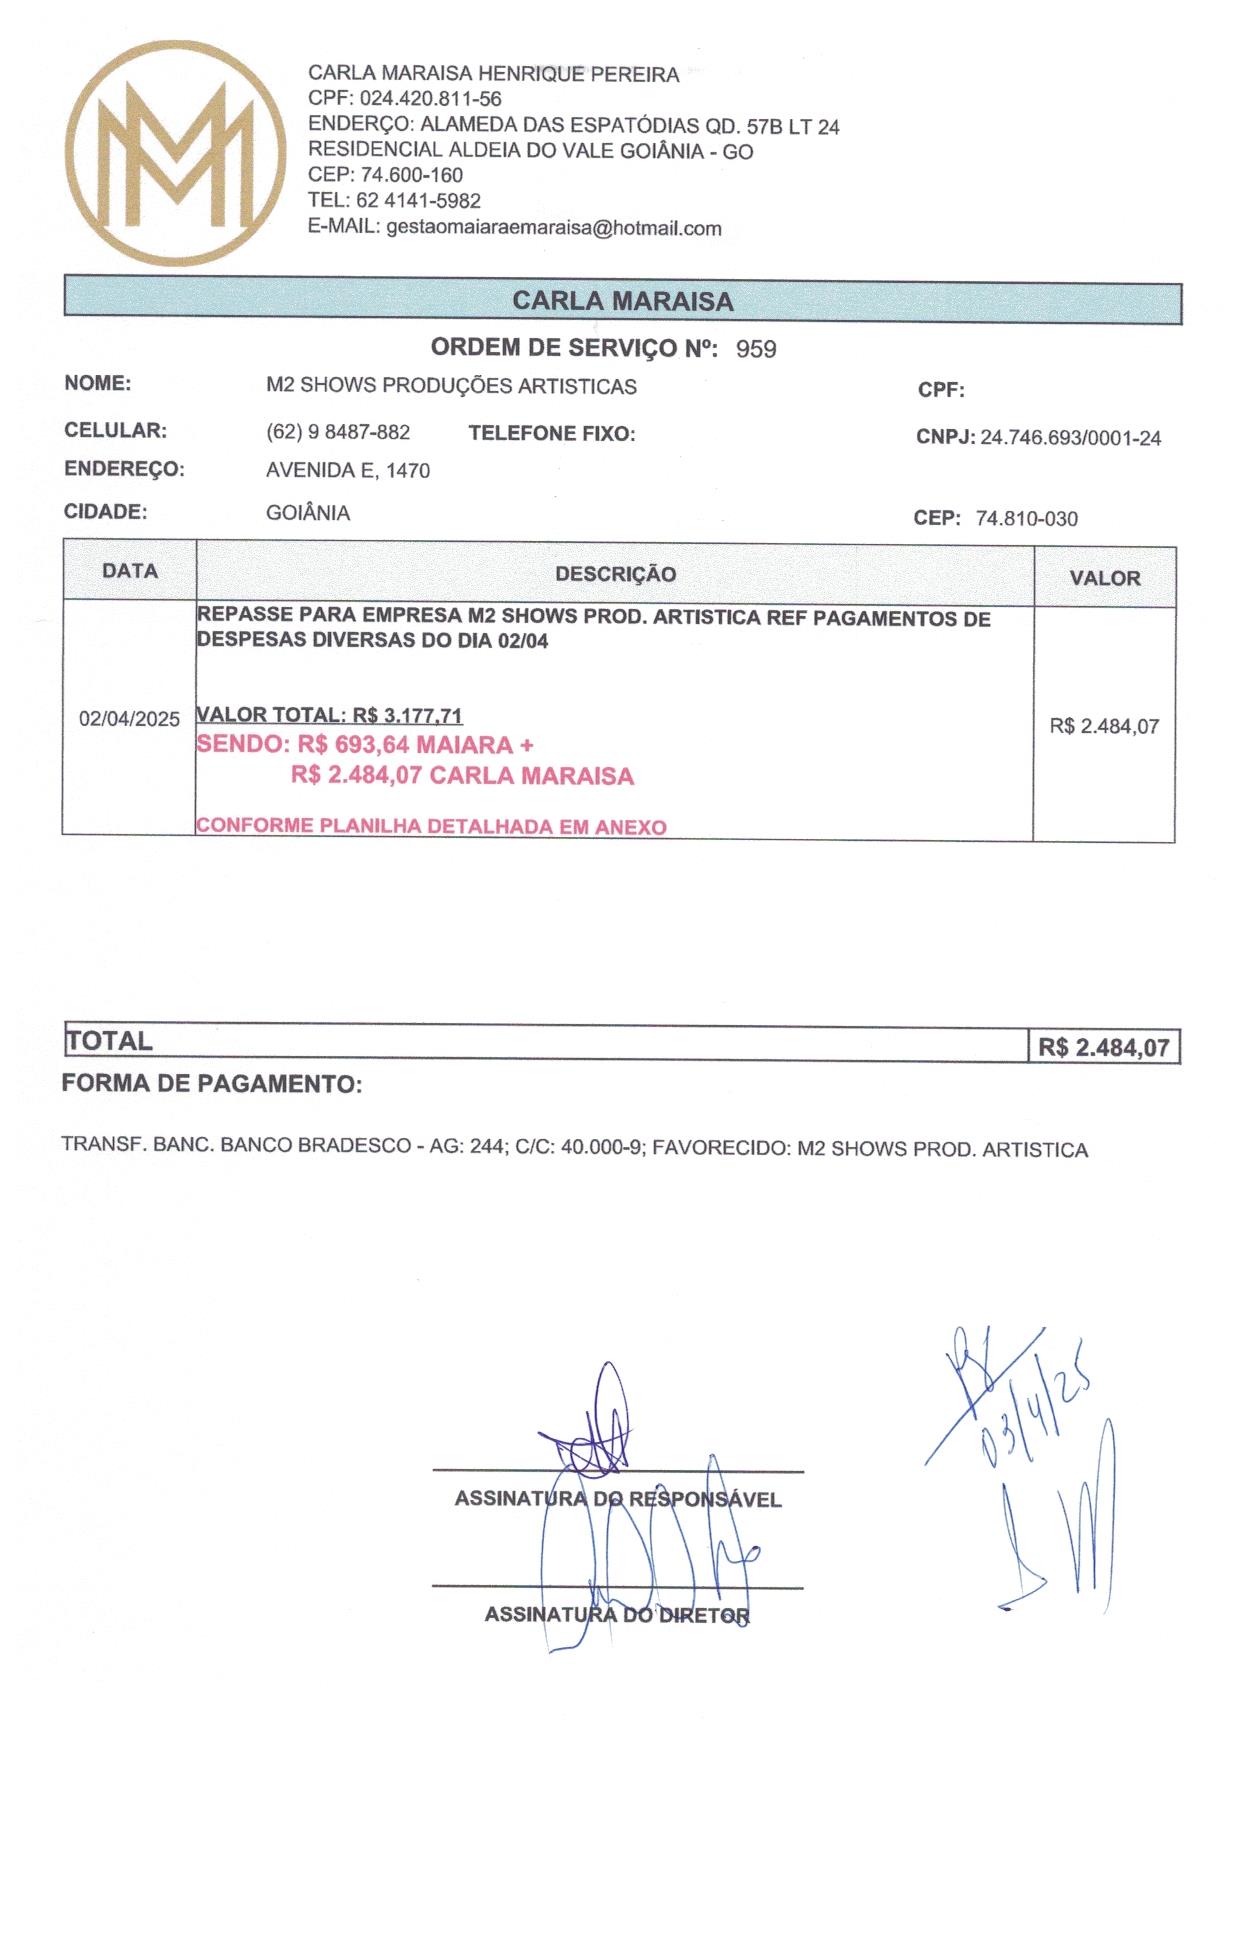 CARLA MARAISA HENRIQUE PEREIRA
CPF: 024.420.811-56
ENDERÇO: ALAMEDA DAS ESPATÓDIAS QD. 57B LT 24
RESIDENCIAL ALDEIA DO VALE GOIÂNIA - GO
CEP: 74.600-160
TEL: 62 4141-5982
E-MAIL: gestaomaiaraemaraisa@hotmail.com
CARLA MARAISA
ORDEM DE SERVIÇO Nº: 959
NOME: M2 SHOWS PRODUÇÕES ARTISTICAS CPF:
CELULAR: (62) 9 8487-882 TELEFONE FIXO: CNPJ: 24.746.693/0001-24
ENDEREÇO: AVENIDA E, 1470
CIDADE: GOIÂNIA CEP: 74.810-030
DATA DESCRIÇÃO VALOR
REPASSE PARA EMPRESA M2 SHOWS PROD. ARTISTICA REF PAGAMENTOS DE
DESPESAS DIVERSAS DO DIA 02/04
02/04/2025 VALOR TOTAL: R$ 3.177,71 R$ 2.484,07
SENDO: R$ 693,64 MAIARA +
R$ 2.484,07 CARLA MARAISA
CONFORME PLANILHA DETALHADA EM ANEXO
TOTAL R$ 2.484,07
FORMA DE PAGAMENTO:
TRANSF. BANC. BANCO BRADESCO - AG: 244; C/C: 40.000-9; FAVORECIDO: M2 SHOWS PROD. ARTISTICA
03/4/25
ASSINATURA DO RESPONSÁVEL
ASSINATURA DO DIRETOR